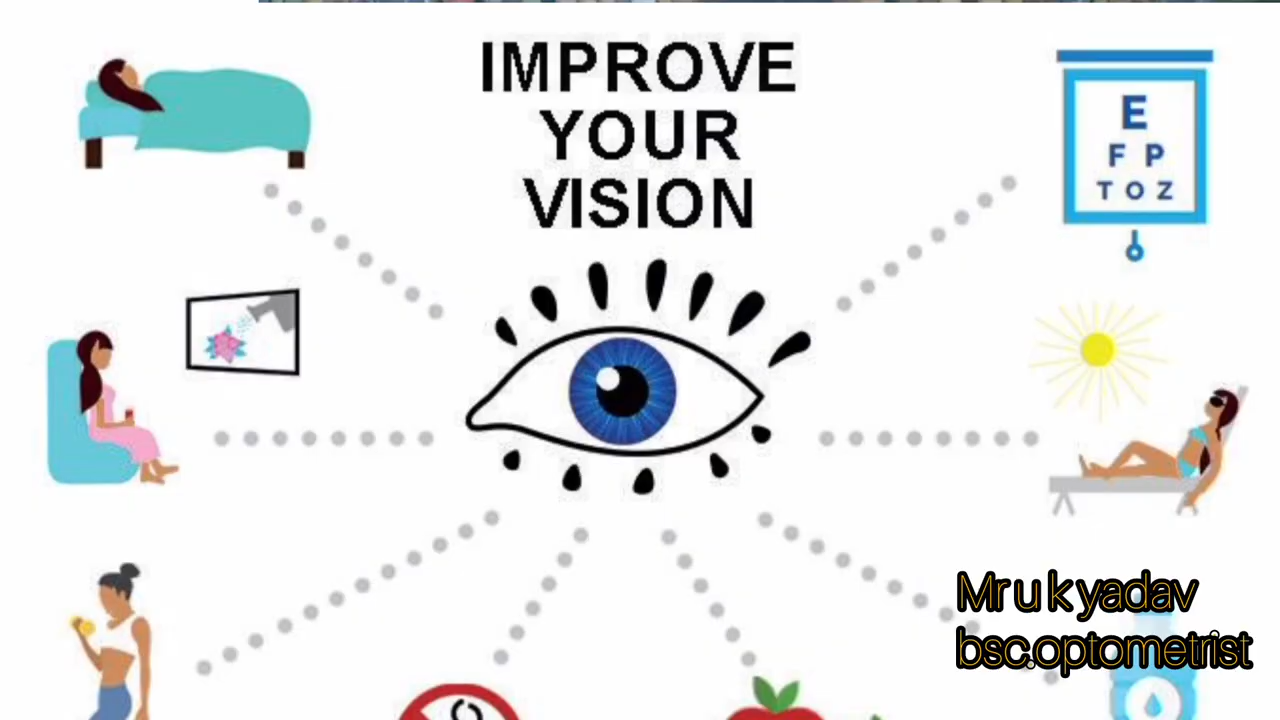 IMPROVE
YOUR
VISION
E
F P
T O Z
Mr u k yadav
bsc.optometrist